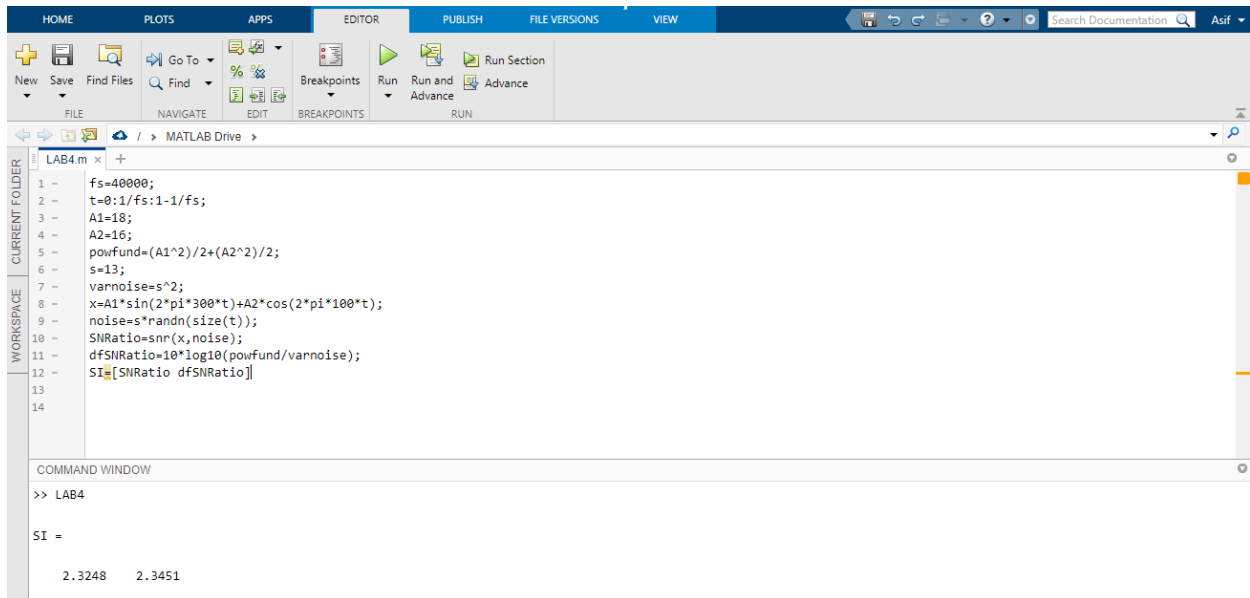 HOME PLOTS APPS EDITOR PUBLISH FILE VERSIONS VIEW Search Documentation Asif
New Save Find Files Go To Find Breakpoints Run Run and Advance Run Section Advance
FILE NAVIGATE EDIT BREAKPOINTS RUN
/ > MATLAB Drive >
LAB4.m × +
CURRENT FOLDER
WORKSPACE
1 - fs=40000;
2 - t=0:1/fs:1-1/fs;
3 - A1=18;
4 - A2=16;
5 - powfund=(A1^2)/2+(A2^2)/2;
6 - s=13;
7 - varnoise=s^2;
8 - x=A1*sin(2*pi*300*t)+A2*cos(2*pi*100*t);
9 - noise=s*randn(size(t));
10 - SNRatio=snr(x,noise);
11 - dfSNRatio=10*log10(powfund/varnoise);
12 - SI=[SNRatio dfSNRatio]
13
14
COMMAND WINDOW
>> LAB4
SI =
2.3248 2.3451